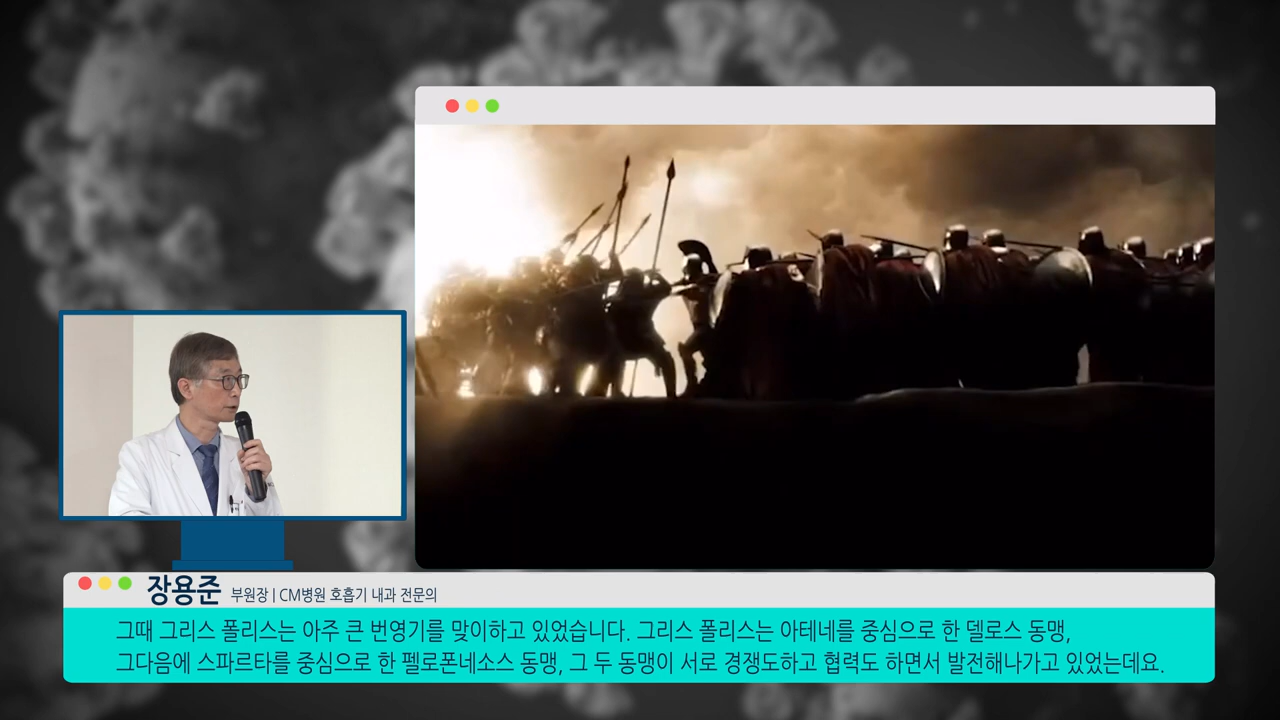 장용준 부원장 | CM병원 호흡기 내과 전문의
그때 그리스 폴리스는 아주 큰 번영기를 맞이하고 있었습니다. 그리스 폴리스는 아테네를 중심으로 한 델로스 동맹,
그다음에 스파르타를 중심으로 한 펠로폰네소스 동맹, 그 두 동맹이 서로 경쟁도하고 협력도 하면서 발전해나가고 있었는데요.